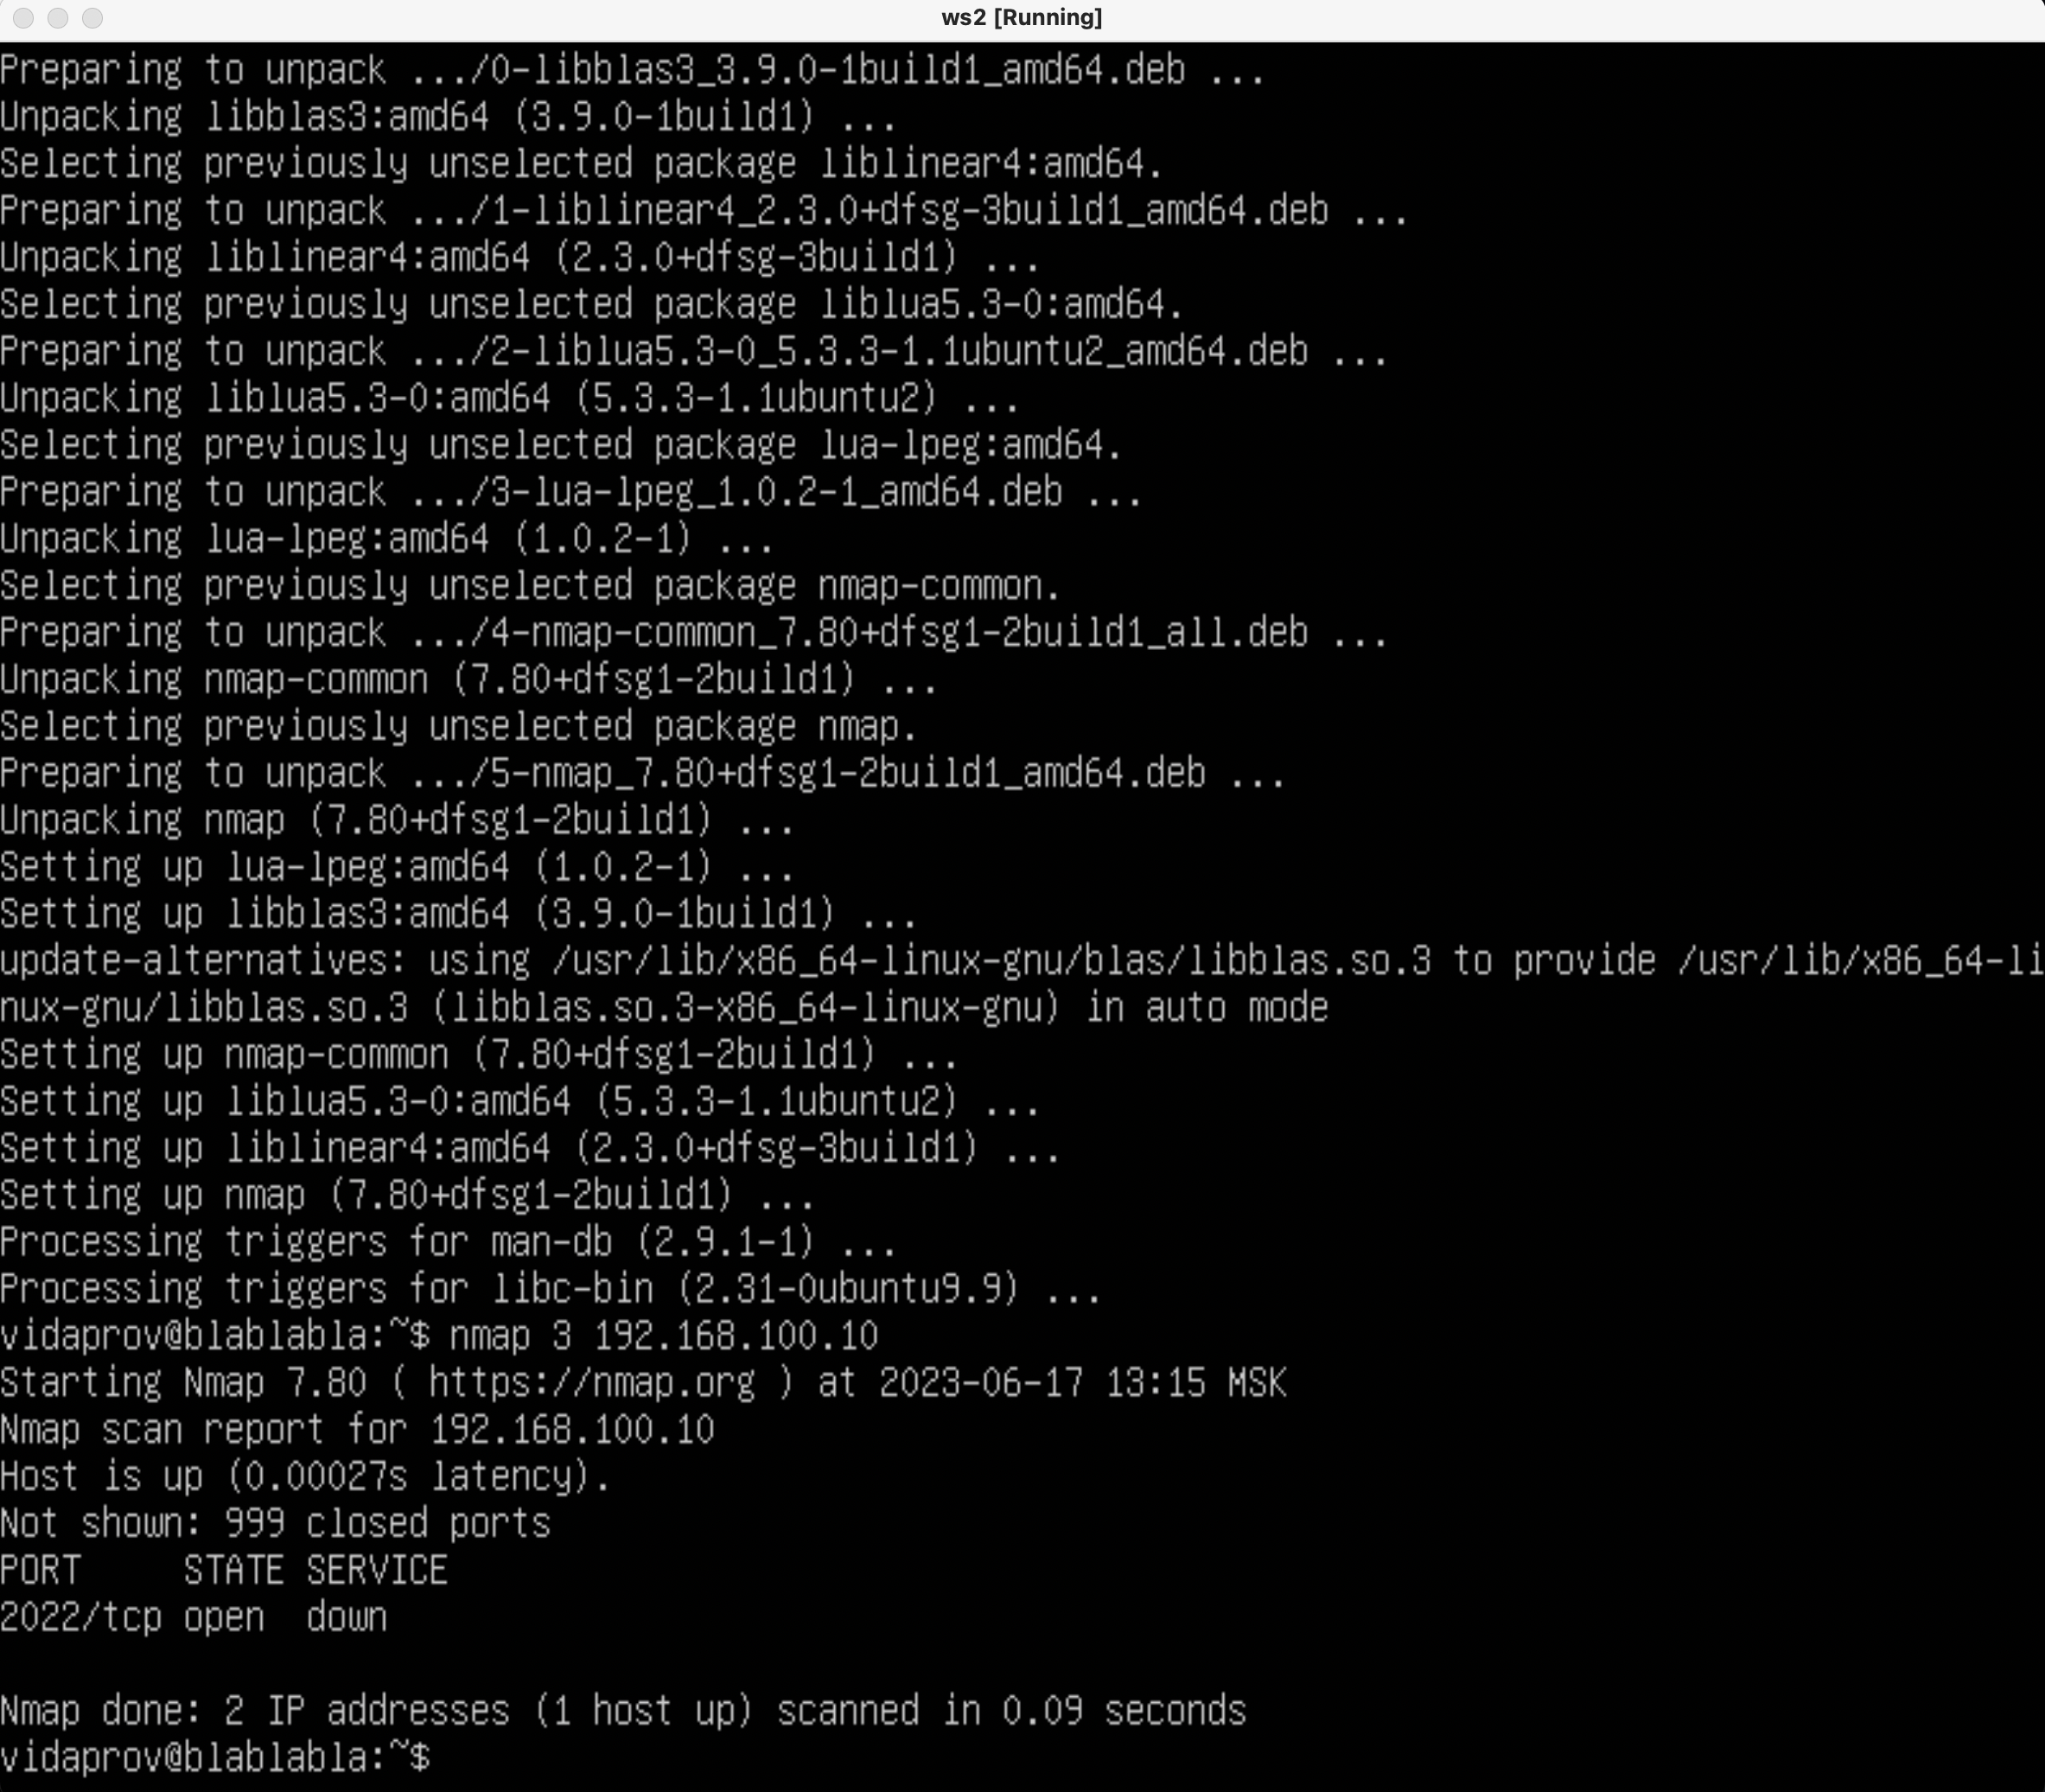 ws2 [Running]
Preparing to unpack .../0-libblas3_3.9.0-1build1_amd64.deb ...
Unpacking libblas3:amd64 (3.9.0-1build1) ...
Selecting previously unselected package liblinear4:amd64.
Preparing to unpack .../1-liblinear4_2.3.0+dfsg-3build1_amd64.deb ...
Unpacking liblinear4:amd64 (2.3.0+dfsg-3build1) ...
Selecting previously unselected package liblua5.3-0:amd64.
Preparing to unpack .../2-liblua5.3-0_5.3.3-1.1ubuntu2_amd64.deb ...
Unpacking liblua5.3-0:amd64 (5.3.3-1.1ubuntu2) ...
Selecting previously unselected package lua-lpeg:amd64.
Preparing to unpack .../3-lua-lpeg_1.0.2-1_amd64.deb ...
Unpacking lua-lpeg:amd64 (1.0.2-1) ...
Selecting previously unselected package nmap-common.
Preparing to unpack .../4-nmap-common_7.80+dfsg1-2build1_all.deb ...
Unpacking nmap-common (7.80+dfsg1-2build1) ...
Selecting previously unselected package nmap.
Preparing to unpack .../5-nmap_7.80+dfsg1-2build1_amd64.deb ...
Unpacking nmap (7.80+dfsg1-2build1) ...
Setting up lua-lpeg:amd64 (1.0.2-1) ...
Setting up libblas3:amd64 (3.9.0-1build1) ...
update-alternatives: using /usr/lib/x86_64-linux-gnu/blas/libblas.so.3 to provide /usr/lib/x86_64-li
nux-gnu/libblas.so.3 (libblas.so.3-x86_64-linux-gnu) in auto mode
Setting up nmap-common (7.80+dfsg1-2build1) ...
Setting up liblua5.3-0:amd64 (5.3.3-1.1ubuntu2) ...
Setting up liblinear4:amd64 (2.3.0+dfsg-3build1) ...
Setting up nmap (7.80+dfsg1-2build1) ...
Processing triggers for man-db (2.9.1-1) ...
Processing triggers for libc-bin (2.31-0ubuntu9.9) ...
vidaprov@blablabla:~$ nmap 3 192.168.100.10
Starting Nmap 7.80 ( https://nmap.org ) at 2023-06-17 13:15 MSK
Nmap scan report for 192.168.100.10
Host is up (0.00027s latency).
Not shown: 999 closed ports
PORT     STATE SERVICE
2022/tcp open  down
Nmap done: 2 IP addresses (1 host up) scanned in 0.09 seconds
vidaprov@blablabla:~$